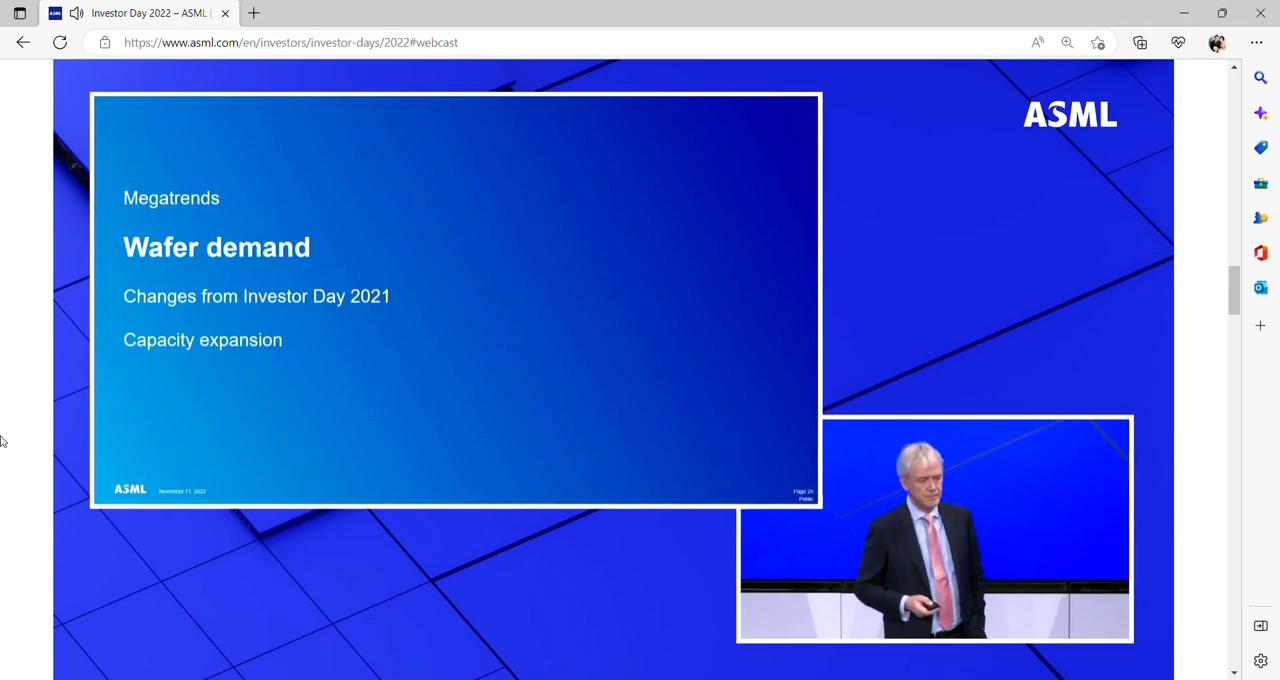 Investor Day 2022 – ASML |
https://www.asml.com/en/investors/investor-days/2022#webcast
ASML
Megatrends
Wafer demand
Changes from Investor Day 2021
Capacity expansion
ASML November 11, 2022
Public